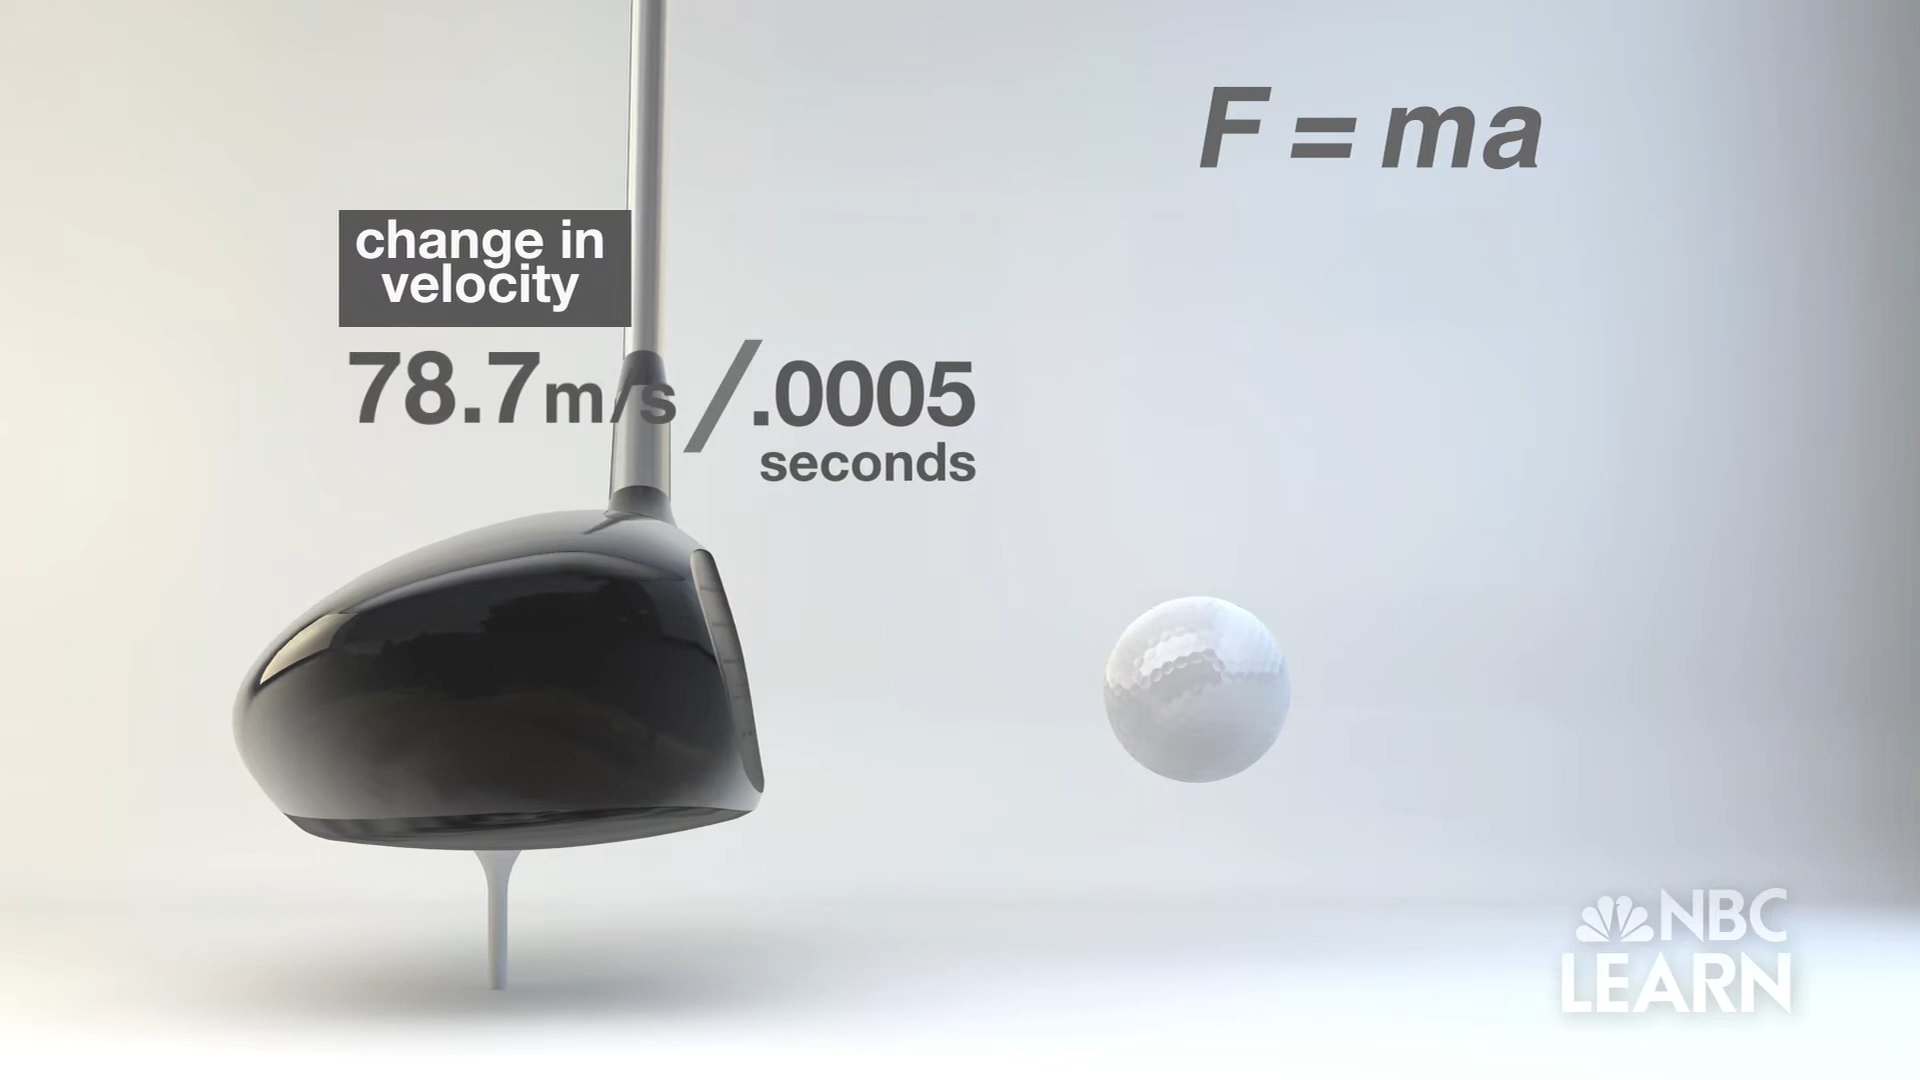 F = ma
change in
velocity
78.7m/s/.0005
seconds
NBC
LEARN